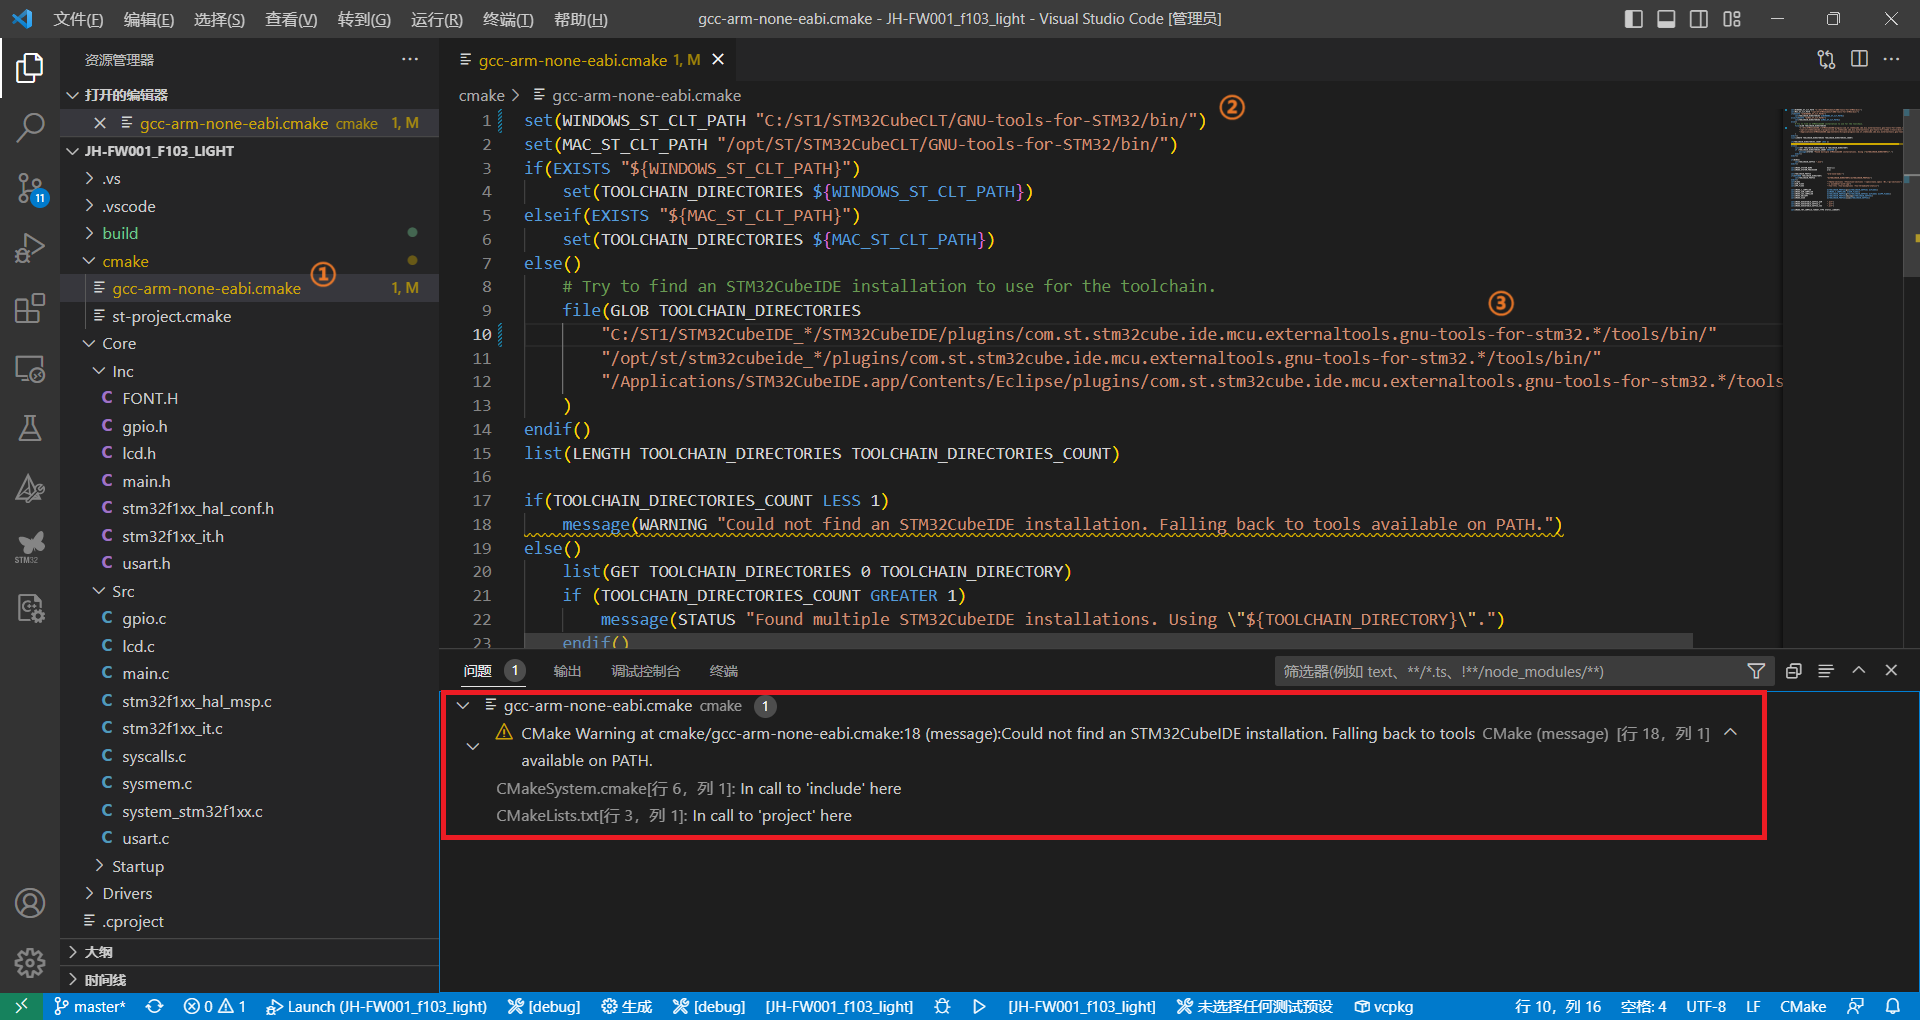 文件(F) 编辑(E) 选择(S) 查看(V) 转到(G) 运行(R) 终端(T) 帮助(H)
gcc-arm-none-eabi.cmake - JH-FW001_f103_light - Visual Studio Code [管理员]
资源管理器
打开的编辑器
gcc-arm-none-eabi.cmake cmake 1, M
JH-FW001_F103_LIGHT
.vs
.vscode
11
build
cmake
①
gcc-arm-none-eabi.cmake 1, M
st-project.cmake
Core
Inc
C FONT.H
C gpio.h
C lcd.h
C main.h
C stm32f1xx_hal_conf.h
C stm32f1xx_it.h
C usart.h
STM32
Src
C gpio.c
C lcd.c
C main.c
C stm32f1xx_hal_msp.c
C stm32f1xx_it.c
C syscalls.c
C sysmem.c
C system_stm32f1xx.c
C usart.c
Startup
Drivers
.cproject
大纲
时间线
gcc-arm-none-eabi.cmake 1, M
cmake > gcc-arm-none-eabi.cmake
②
1 set(WINDOWS_ST_CLT_PATH "C:/ST1/STM32CubeCLT/GNU-tools-for-STM32/bin/")
2 set(MAC_ST_CLT_PATH "/opt/ST/STM32CubeCLT/GNU-tools-for-STM32/bin/")
3 if(EXISTS "${WINDOWS_ST_CLT_PATH}")
4 set(TOOLCHAIN_DIRECTORIES ${WINDOWS_ST_CLT_PATH})
5 elseif(EXISTS "${MAC_ST_CLT_PATH}")
6 set(TOOLCHAIN_DIRECTORIES ${MAC_ST_CLT_PATH})
7 else()
8 # Try to find an STM32CubeIDE installation to use for the toolchain.
9 file(GLOB TOOLCHAIN_DIRECTORIES
③
10 "C:/ST1/STM32CubeIDE_*/STM32CubeIDE/plugins/com.st.stm32cube.ide.mcu.externaltools.gnu-tools-for-stm32.*/tools/bin/"
11 "/opt/st/stm32cubeide_*/plugins/com.st.stm32cube.ide.mcu.externaltools.gnu-tools-for-stm32.*/tools/bin/"
12 "/Applications/STM32CubeIDE.app/Contents/Eclipse/plugins/com.st.stm32cube.ide.mcu.externaltools.gnu-tools-for-stm32.*/tools
13 )
14 endif()
15 list(LENGTH TOOLCHAIN_DIRECTORIES TOOLCHAIN_DIRECTORIES_COUNT)
16
17 if(TOOLCHAIN_DIRECTORIES_COUNT LESS 1)
18 message(WARNING "Could not find an STM32CubeIDE installation. Falling back to tools available on PATH.")
19 else()
20 list(GET TOOLCHAIN_DIRECTORIES 0 TOOLCHAIN_DIRECTORY)
21 if (TOOLCHAIN_DIRECTORIES_COUNT GREATER 1)
22 message(STATUS "Found multiple STM32CubeIDE installations. Using \"${TOOLCHAIN_DIRECTORY}\".")
23 endif()
问题 1 输出 调试控制台 终端 筛选器(例如 text、**/*.ts、!**/node_modules/**)
gcc-arm-none-eabi.cmake cmake 1
CMake Warning at cmake/gcc-arm-none-eabi.cmake:18 (message):Could not find an STM32CubeIDE installation. Falling back to tools CMake (message) [行 18，列 1]
available on PATH.
CMakeSystem.cmake[行 6，列 1]: In call to 'include' here
CMakeLists.txt[行 3，列 1]: In call to 'project' here
master* 0 1 Launch (JH-FW001_f103_light) [debug] 生成 [debug] [JH-FW001_f103_light] [JH-FW001_f103_light] 未选择任何测试预设 vcpkg 行 10，列 16 空格: 4 UTF-8 LF CMake